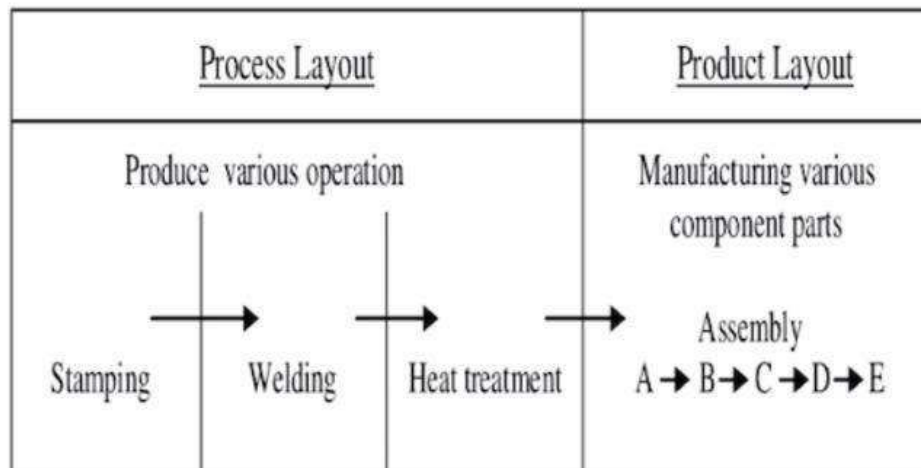 Process Layout
Product Layout
Produce various operation
Manufacturing various
component parts
Stamping
Welding
Heat treatment
Assembly
A → B → C → D → E